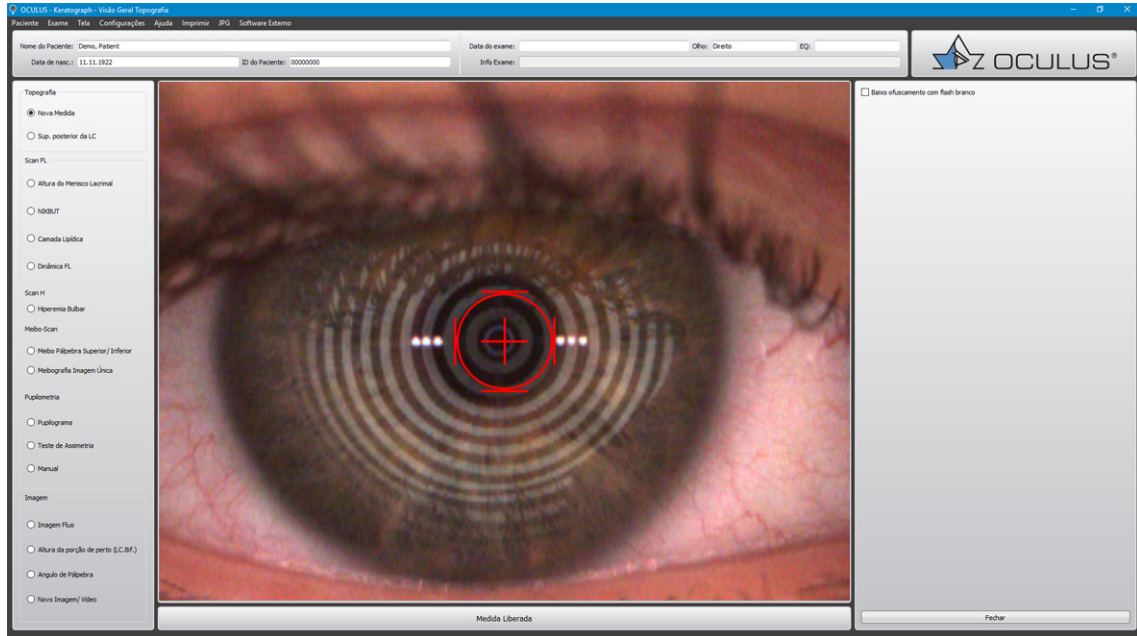 OCULUS - Keratograph - Visão Geral Topografia
Paciente Exame Tela Configurações Ajuda Imprimir JPG Software Externo
Nome do Paciente: Demo, Patient
Data de nasc.: 11.11.1922 ID do Paciente: 00000000
Data do exame: Olho: Direito EQ:
Info Exame:
OCULUS®
Topografia
Nova Medida
Sup. posterior da LC
Scan FL
Altura do Menisco Lacrimal
NIKBUT
Camada Lipídica
Dinâmica FL
Scan H
Hiperemia Bulbar
Meibo-Scan
Meibo Pálpebra Superior/ Inferior
Meibografia Imagem Única
Pupilometria
Pupilograma
Teste de Assimetria
Manual
Imagem
Imagem Fluo
Altura da porção de perto (LC.Bif.)
Angulo de Pálpebra
Novo Imagem/ Vídeo
Medida Liberada
Baixo ofuscamento com flash branco
Fechar